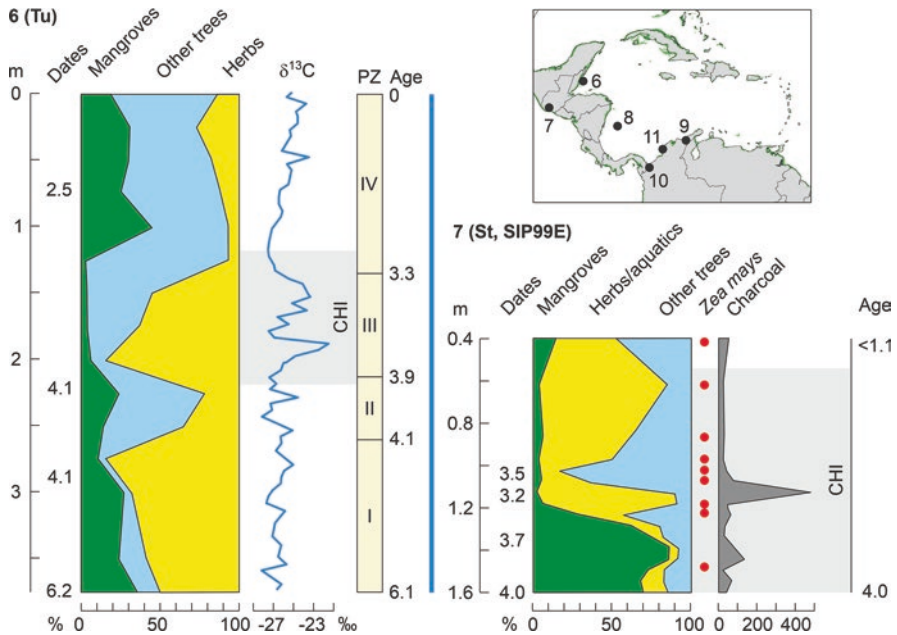 6 (Tu)
m
Dates
Mangroves
Other trees
Herbs
δ13C
PZ Age
0
1
2
3
2.5
4.1
4.1
6.2
CHI
IV
III
II
I
0
3.3
3.9
4.1
6.1
% 0 50 100 -27 -23 ‰
6
7
8
9
10
11
7 (St, SIP99E)
m
Dates
Mangroves
Herbs/aquatics
Other trees
Zea mays
Charcoal
Age
0.4
0.8
1.2
1.6
3.5
3.2
3.7
4.0
CHI
<1.1
4.0
% 0 50 100 0 200 400